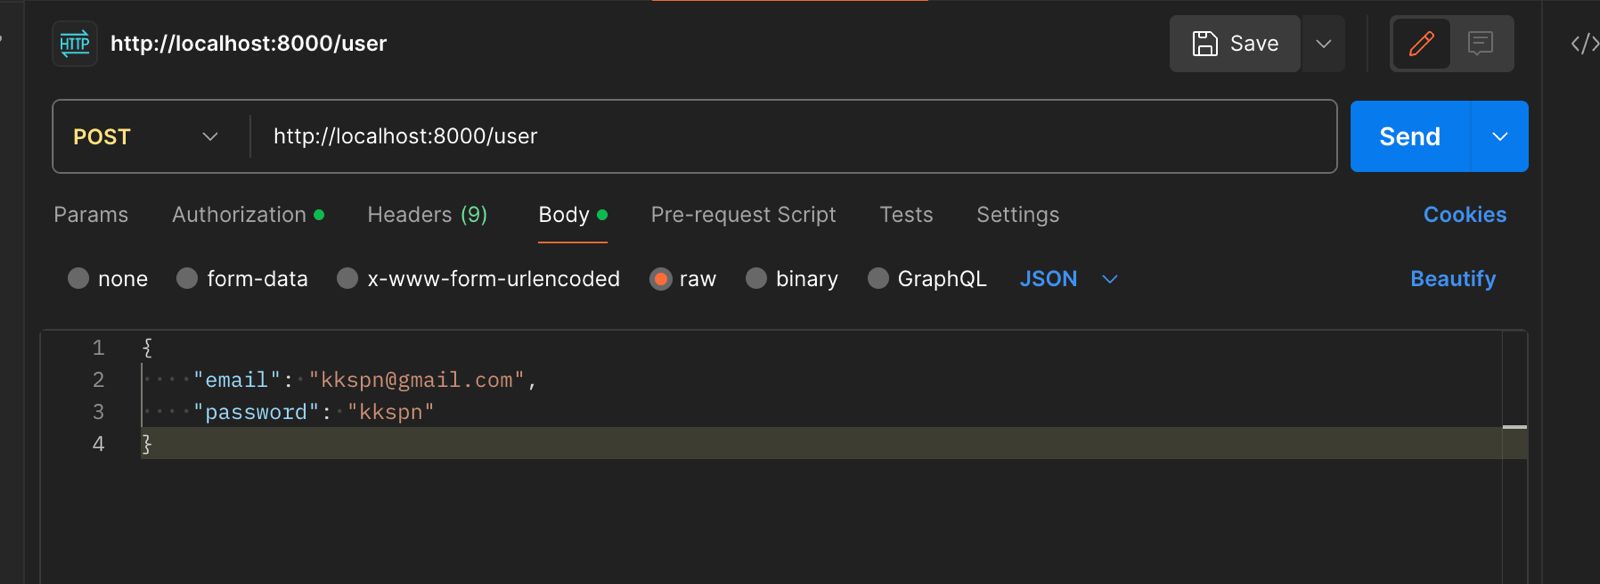 HTTP http://localhost:8000/user Save </>
POST http://localhost:8000/user Send
Params Authorization Headers (9) Body Pre-request Script Tests Settings Cookies
none form-data x-www-form-urlencoded raw binary GraphQL JSON Beautify
1 {
2 "email": "kkspn@gmail.com",
3 "password": "kkspn"
4 }